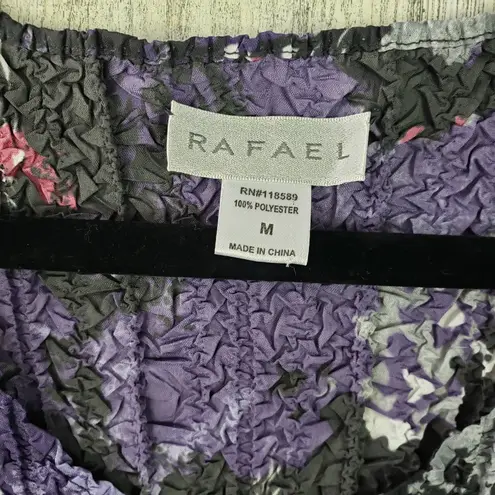 RAFAEL
RN#118589
100% POLYESTER
M
MADE IN CHINA